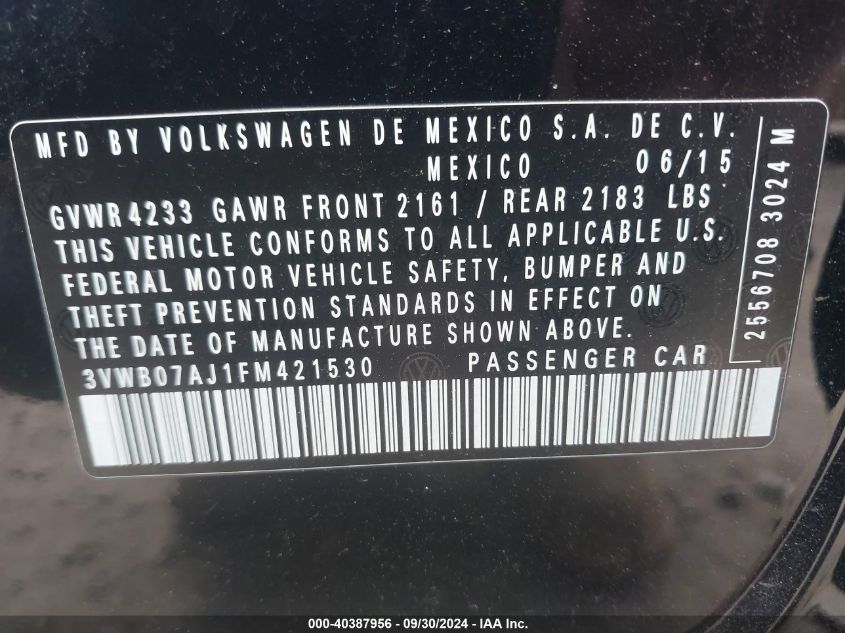 MFD BY VOLKSWAGEN DE MEXICO S.A. DE C.V.
MEXICO 06/15
GVWR4233 GAWR FRONT 2161 / REAR 2183 LBS
THIS VEHICLE CONFORMS TO ALL APPLICABLE U.S.
FEDERAL MOTOR VEHICLE SAFETY, BUMPER AND
THEFT PREVENTION STANDARDS IN EFFECT ON
THE DATE OF MANUFACTURE SHOWN ABOVE.
3VWB07AJ1FM421530 PASSENGER CAR
2556708 3024 M
000-40387956 - 09/30/2024 - IAA Inc.